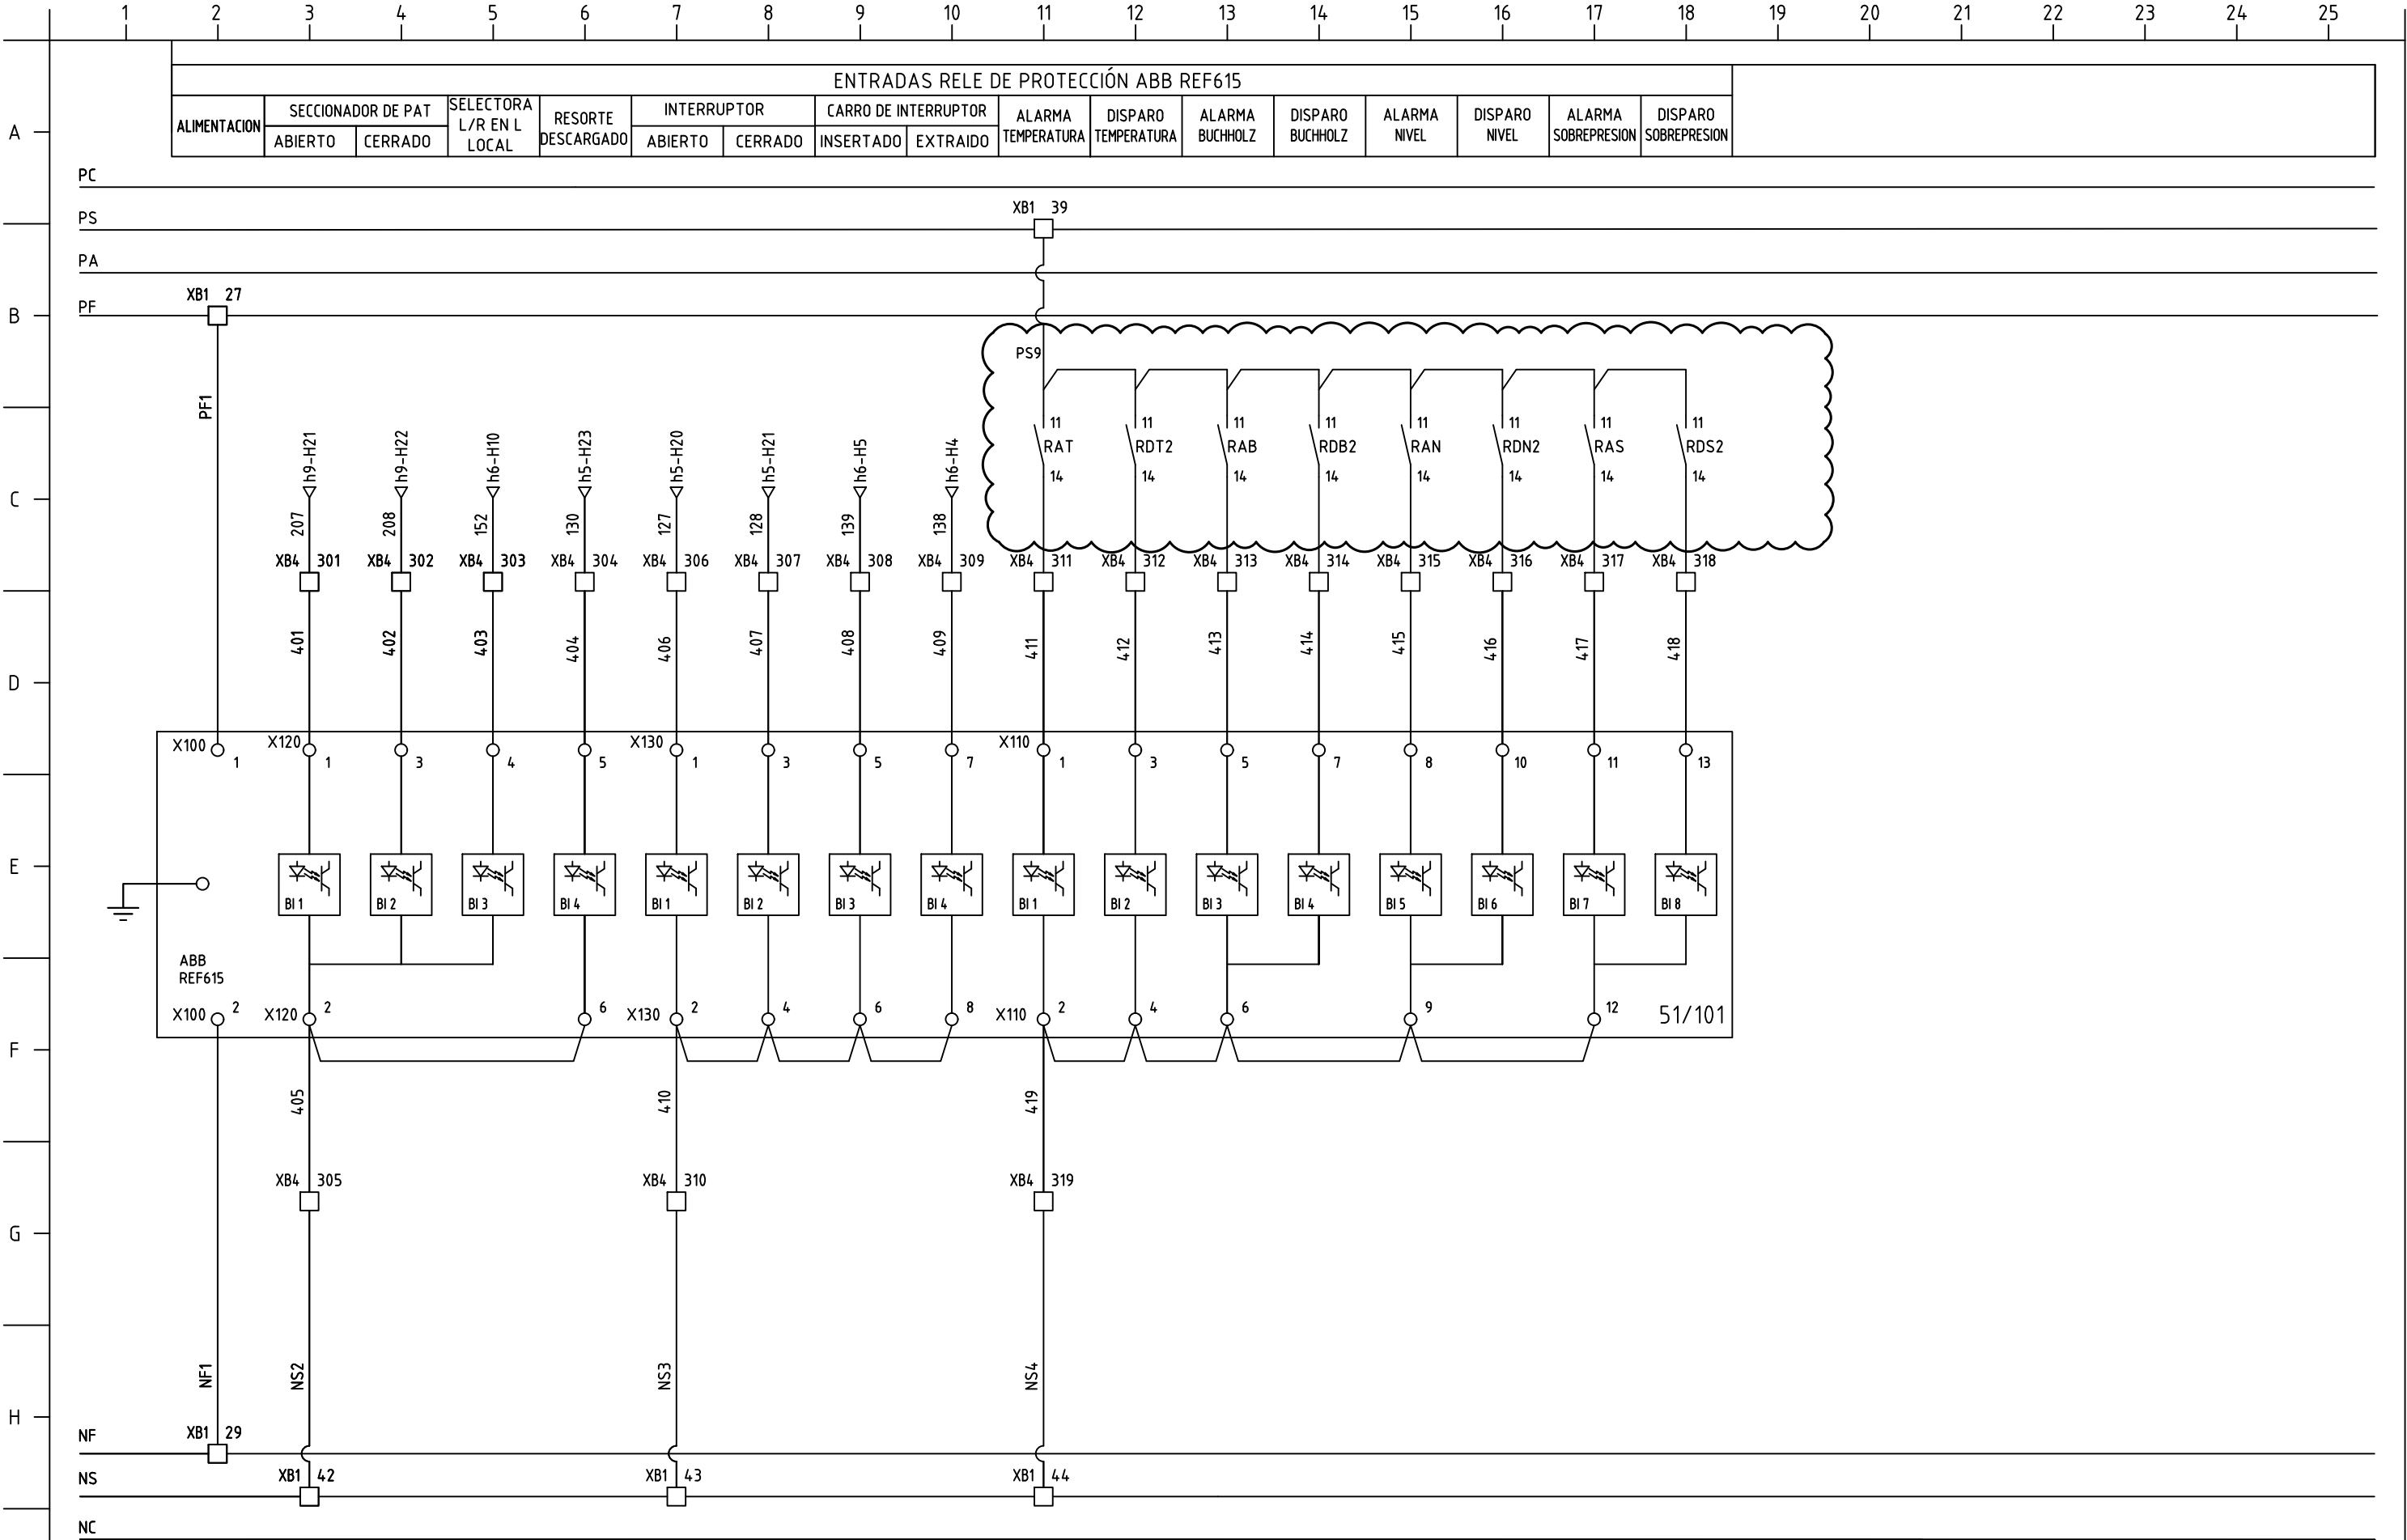 1 2 3 4 5 6 7 8 9 10 11 12 13 14 15 16 17 18 19 20 21 22 23 24 25
ENTRADAS RELE DE PROTECCIÓN ABB REF615
ALIMENTACION
SECCIONADOR DE PAT
ABIERTO CERRADO
SELECTORA
L/R EN L
LOCAL
RESORTE
DESCARGADO
INTERRUPTOR
ABIERTO CERRADO
CARRO DE INTERRUPTOR
INSERTADO EXTRAIDO
ALARMA
TEMPERATURA
DISPARO
TEMPERATURA
ALARMA
BUCHHOLZ
DISPARO
BUCHHOLZ
ALARMA
NIVEL
DISPARO
NIVEL
ALARMA
SOBREPRESION
DISPARO
SOBREPRESION
A
PC
PS
XB1 39
PA
XB1 27
B
PF
PS9
PF1
h9-H21 h9-H22 h6-H10 h5-H23 h5-H20 h5-H21 h6-H5 h6-H4
11 11 11 11 11 11 11 11
RAT RDT2 RAB RDB2 RAN RDN2 RAS RDS2
14 14 14 14 14 14 14 14
C
207 208 152 130 127 128 139 138
XB4 301 XB4 302 XB4 303 XB4 304 XB4 306 XB4 307 XB4 308 XB4 309 XB4 311 XB4 312 XB4 313 XB4 314 XB4 315 XB4 316 XB4 317 XB4 318
401 402 403 404 406 407 408 409 411 412 413 414 415 416 417 418
D
X100 X120 X130 X110
1 1 3 4 5 1 3 5 7 1 3 5 7 8 10 11 13
E
BI 1 BI 2 BI 3 BI 4 BI 1 BI 2 BI 3 BI 4 BI 1 BI 2 BI 3 BI 4 BI 5 BI 6 BI 7 BI 8
ABB
REF615
X100 2 X120 2 6 X130 2 4 6 8 X110 2 4 6 9 12 51/101
F
405 410 419
XB4 305 XB4 310 XB4 319
G
NF1 NS2 NS3 NS4
H
NF XB1 29
NS XB1 42 XB1 43 XB1 44
NC